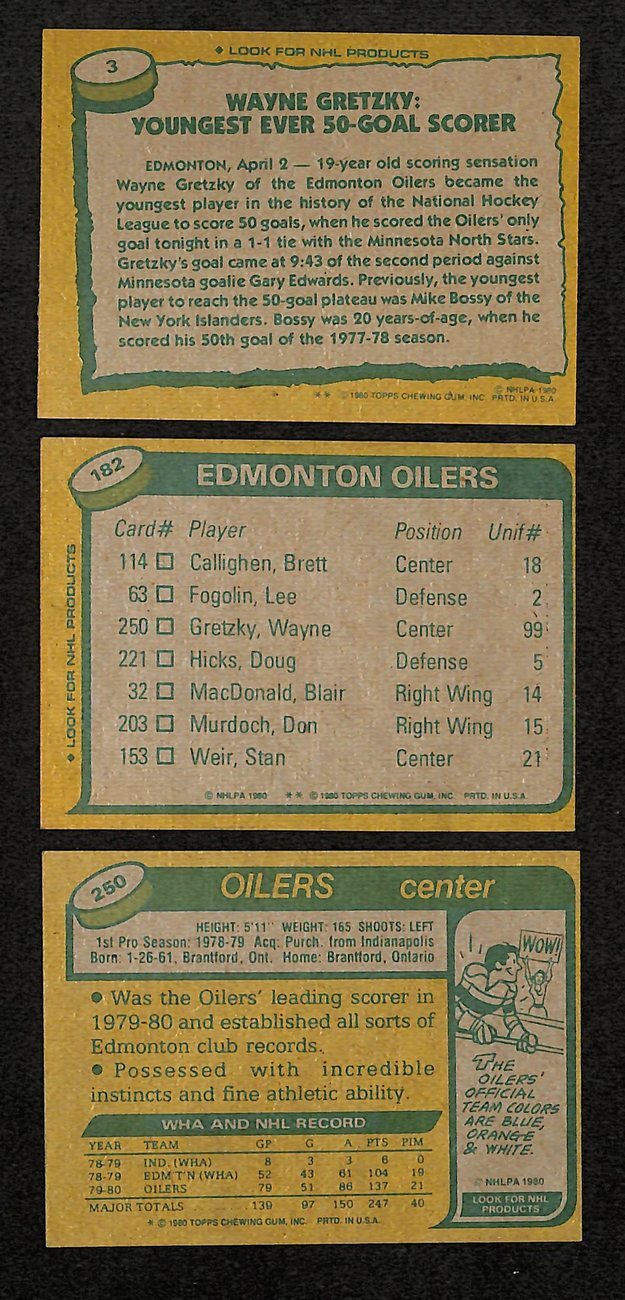 3
◆ LOOK FOR NHL PRODUCTS
WAYNE GRETZKY:
YOUNGEST EVER 50-GOAL SCORER
EDMONTON, April 2 — 19-year old scoring sensation
Wayne Gretzky of the Edmonton Oilers became the
youngest player in the history of the National Hockey
League to score 50 goals, when he scored the Oilers' only
goal tonight in a 1-1 tie with the Minnesota North Stars.
Gretzky's goal came at 9:43 of the second period against
Minnesota goalie Gary Edwards. Previously, the youngest
player to reach the 50-goal plateau was Mike Bossy of the
New York Islanders. Bossy was 20 years-of-age, when he
scored his 50th goal of the 1977-78 season.
© NHLPA 1980
** © 1980 TOPPS CHEWING GUM, INC. PRTD. IN U.S.A.
182
EDMONTON OILERS
◆ LOOK FOR NHL PRODUCTS
Card# Player Position Unif#
114 □ Callighen, Brett Center 18
63 □ Fogolin, Lee Defense 2
250 □ Gretzky, Wayne Center 99
221 □ Hicks, Doug Defense 5
32 □ MacDonald, Blair Right Wing 14
203 □ Murdoch, Don Right Wing 15
153 □ Weir, Stan Center 21
© NHLPA 1980 ** © 1980 TOPPS CHEWING GUM, INC. PRTD. IN U.S.A.
250
OILERS center
HEIGHT: 5'11" WEIGHT: 165 SHOOTS: LEFT
1st Pro Season: 1978-79 Acq: Purch. from Indianapolis
Born: 1-26-61, Brantford, Ont. Home: Brantford, Ontario
● Was the Oilers' leading scorer in
1979-80 and established all sorts of
Edmonton club records.
● Possessed with incredible
instincts and fine athletic ability.
WHA AND NHL RECORD
YEAR TEAM GP G A PTS PIM
78-79 IND. (WHA) 8 3 3 6 0
78-79 EDM'T'N (WHA) 52 43 61 104 19
79-80 OILERS 79 51 86 137 21
MAJOR TOTALS 139 97 150 247 40
* © 1980 TOPPS CHEWING GUM, INC. PRTD. IN U.S.A.
WOW!
THE
OILERS'
OFFICIAL
TEAM COLORS
ARE BLUE,
ORANGE
& WHITE.
© NHLPA 1980
LOOK FOR NHL
PRODUCTS